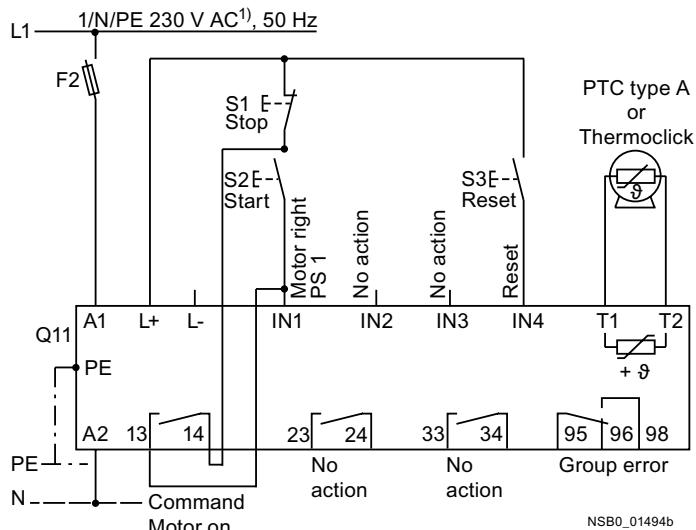 1/N/PE 230 V AC1), 50 Hz
L1
F2
S1 E
Stop
PTC type A
or
Thermoclick
ϑ
S2 E
Start
S3 E
Reset
Motor right
PS 1
No action
No action
Reset
Q11
A1 L+ L- IN1 IN2 IN3 IN4 T1 T2
+ ϑ
PE
A2 13 14 23 24 33 34 95 96 98
PE
No
action
No
action
Group error
N
Command
Motor on
NSB0_01494b